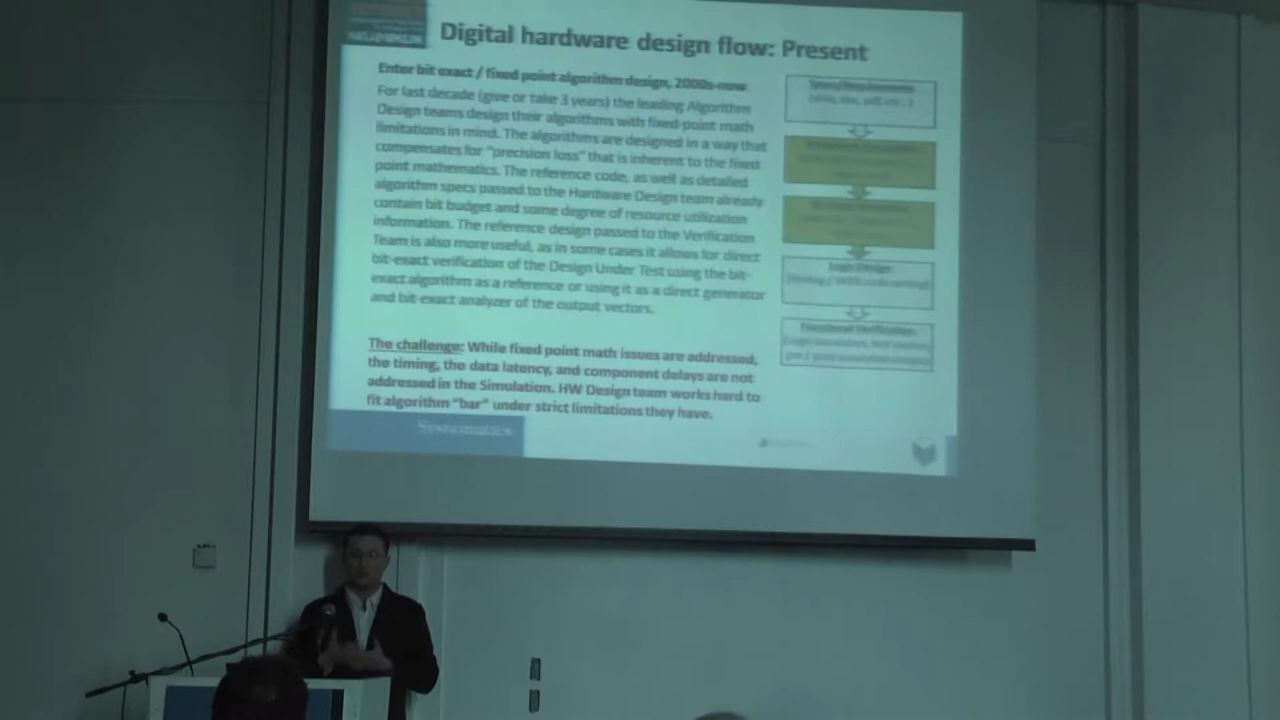 Digital hardware design flow: Present
Enter bit exact / fixed point algorithm design, 2000s-now
For last decade (give or take 3 years) the leading Algorithm
Design teams design their algorithms with fixed-point math
limitations in mind. The algorithms are designed in a way that
compensates for "precision loss" that is inherent to the fixed
point mathematics. The reference code, as well as detailed
algorithm specs passed to the Hardware Design team already
contain bit budget and some degree of resource utilization
information. The reference design passed to the Verification
Team is also more useful, as in some cases it allows for direct
bit-exact verification of the Design Under Test using the bit-
exact algorithm as a reference or using it as a direct generator
and bit-exact analyzer of the output vectors.
The challenge: While fixed point math issues are addressed,
the timing, the data latency, and component delays are not
addressed in the Simulation. HW Design team works hard to
fit algorithm "bar" under strict limitations they have.
Logic Design
Functional Verification
Systematics